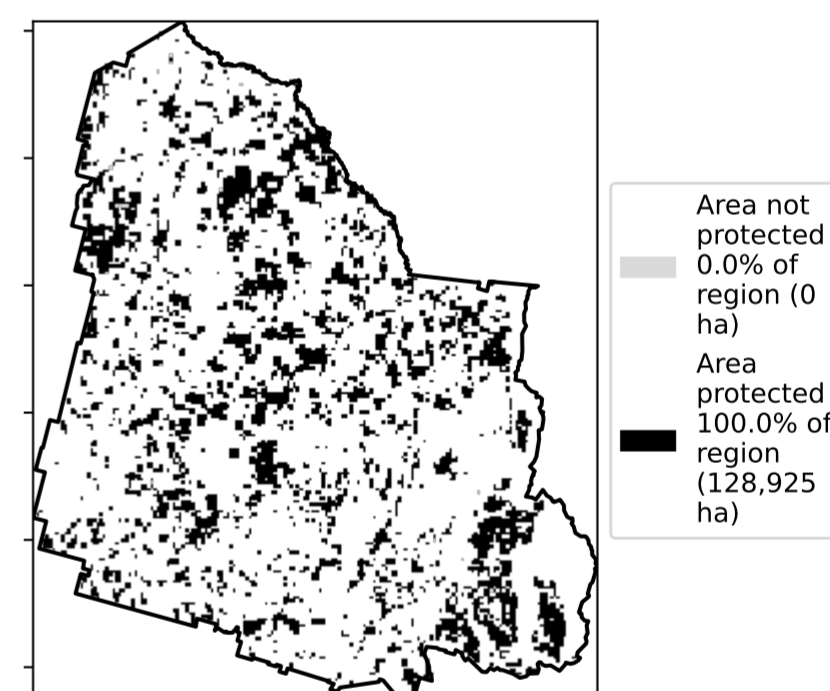 Area not
protected
0.0% of
region (0
ha)
Area
protected
100.0% of
region
(128,925
ha)